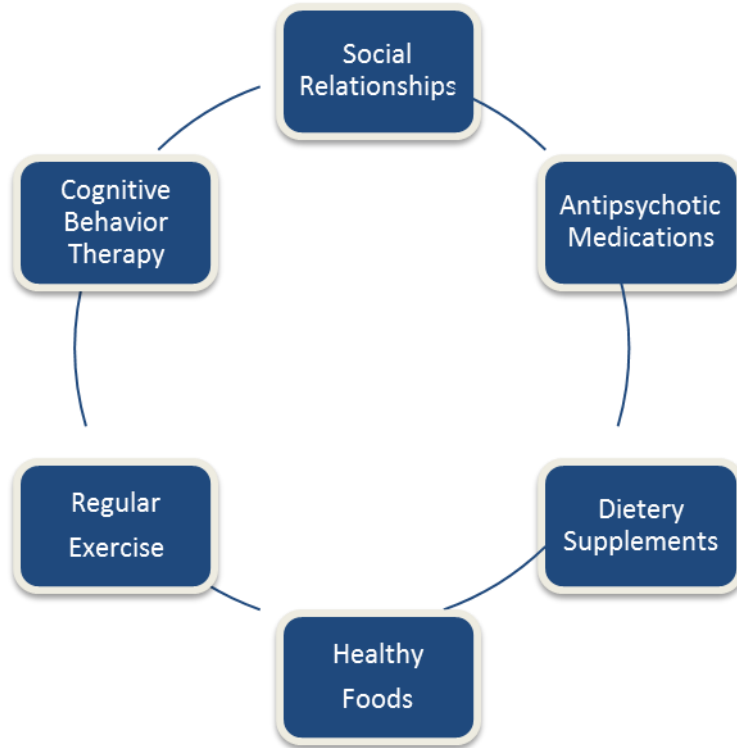 Social
Relationships
Antipsychotic
Medications
Dietery
Supplements
Healthy
Foods
Regular
Exercise
Cognitive
Behavior
Therapy